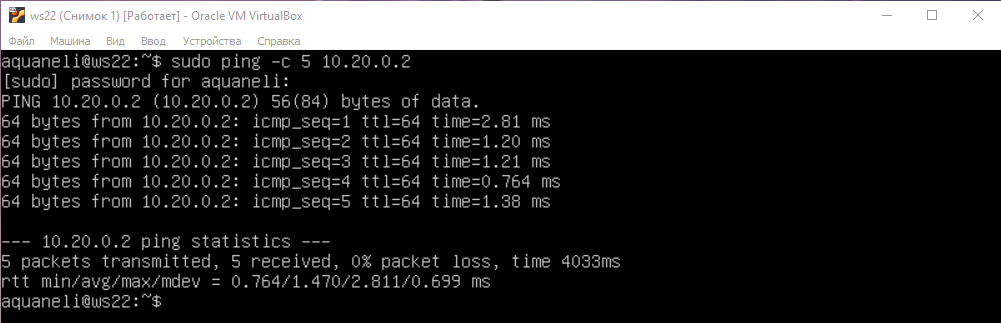 ws22 (Снимок 1) [Работает] - Oracle VM VirtualBox
Файл Машина Вид Ввод Устройства Справка
aquaneli@ws22:~$ sudo ping -c 5 10.20.0.2
[sudo] password for aquaneli:
PING 10.20.0.2 (10.20.0.2) 56(84) bytes of data.
64 bytes from 10.20.0.2: icmp_seq=1 ttl=64 time=2.81 ms
64 bytes from 10.20.0.2: icmp_seq=2 ttl=64 time=1.20 ms
64 bytes from 10.20.0.2: icmp_seq=3 ttl=64 time=1.21 ms
64 bytes from 10.20.0.2: icmp_seq=4 ttl=64 time=0.764 ms
64 bytes from 10.20.0.2: icmp_seq=5 ttl=64 time=1.38 ms
--- 10.20.0.2 ping statistics ---
5 packets transmitted, 5 received, 0% packet loss, time 4033ms
rtt min/avg/max/mdev = 0.764/1.470/2.811/0.699 ms
aquaneli@ws22:~$